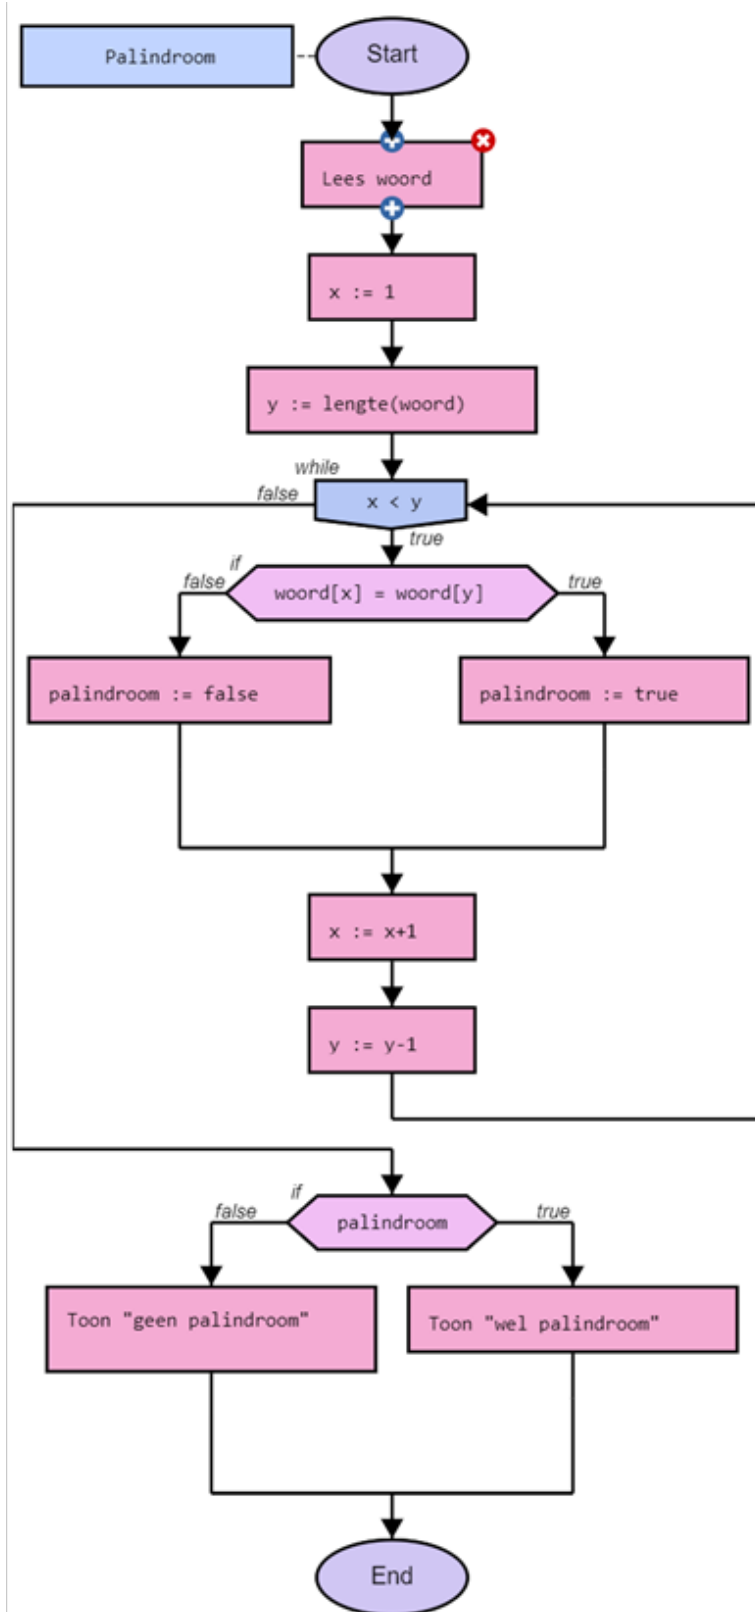 Palindroom
Start
Lees woord
x := 1
y := lengte(woord)
while
false
x < y
true
if
false
woord[x] = woord[y]
true
palindroom := false
palindroom := true
x := x+1
y := y-1
if
false
palindroom
true
Toon "geen palindroom"
Toon "wel palindroom"
End